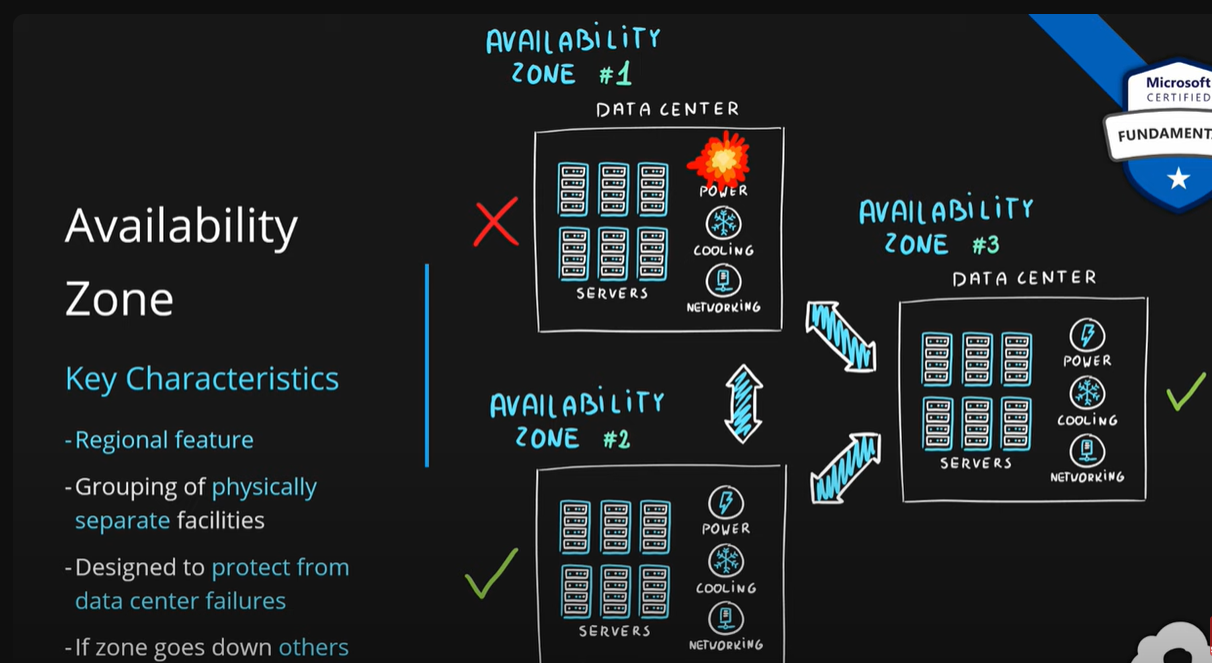 AVAILABILITY
ZONE #1
DATA CENTER
POWER
COOLING
SERVERS
NETWORKING
Microsoft
CERTIFIED
FUNDAMENT
Availability
Zone
Key Characteristics
- Regional feature
- Grouping of physically
separate facilities
- Designed to protect from
data center failures
- If zone goes down others
AVAILABILITY
ZONE #2
POWER
COOLING
SERVERS
NETWORKING
AVAILABILITY
ZONE #3
DATA CENTER
POWER
COOLING
SERVERS
NETWORKING